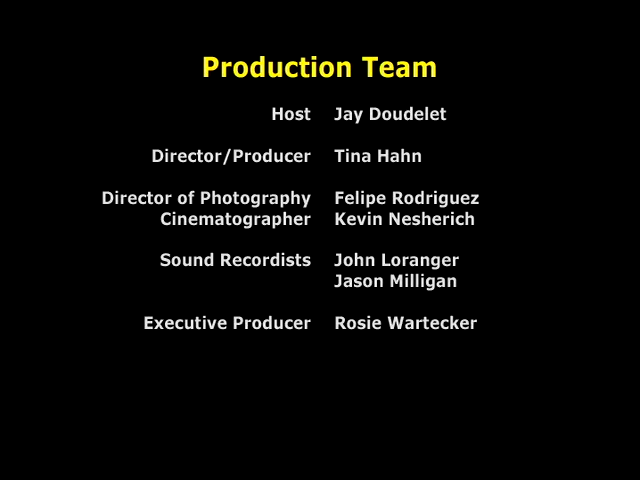 Production Team
Host Jay Doudelet
Director/Producer Tina Hahn
Director of Photography Felipe Rodriguez
Cinematographer Kevin Nesherich
Sound Recordists John Loranger
Jason Milligan
Executive Producer Rosie Wartecker